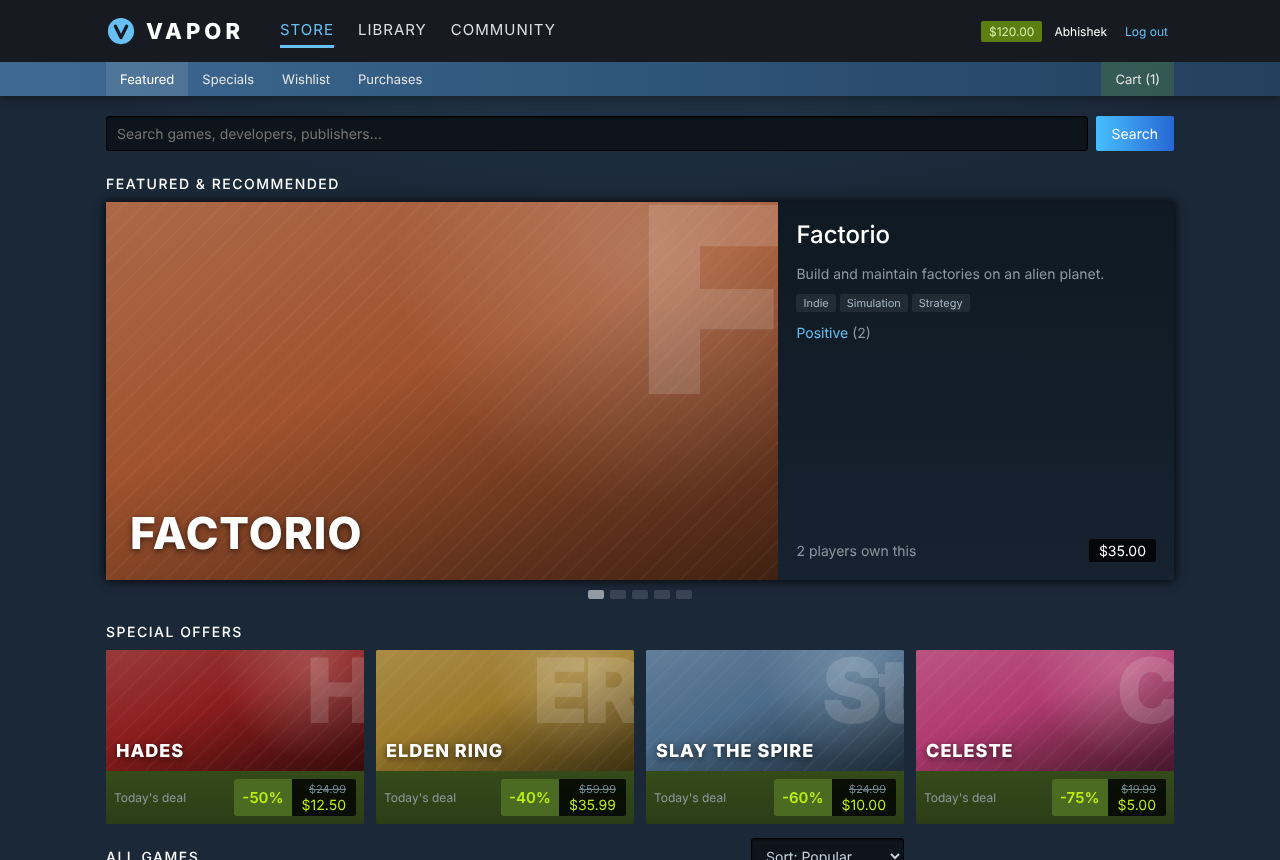 VAPOR
STORE LIBRARY COMMUNITY
$120.00 Abhishek Log out
Featured Specials Wishlist Purchases Cart (1)
Search games, developers, publishers...
Search
FEATURED & RECOMMENDED
F
FACTORIO
Factorio
Build and maintain factories on an alien planet.
Indie Simulation Strategy
Positive (2)
2 players own this $35.00
SPECIAL OFFERS
H
HADES
Today's deal -50% $24.99 $12.50
ER
ELDEN RING
Today's deal -40% $59.99 $35.99
St
SLAY THE SPIRE
Today's deal -60% $24.99 $10.00
C
CELESTE
Today's deal -75% $19.99 $5.00
ALL GAMES
Sort: Popular